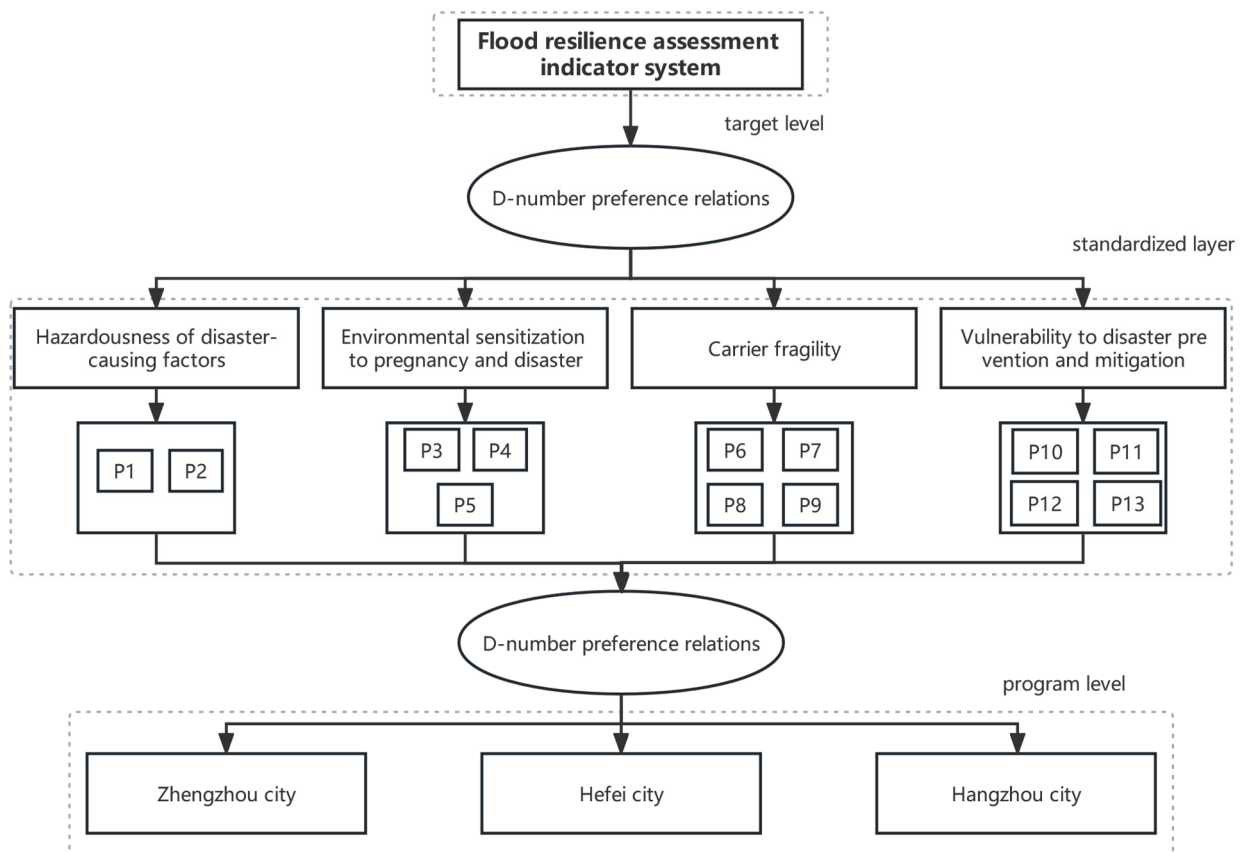 Flood resilience assessment
indicator system
target level
D-number preference relations
standardized layer
Hazardousness of disaster-
causing factors
Environmental sensitization
to pregnancy and disaster
Carrier fragility
Vulnerability to disaster pre
vention and mitigation
P1 P2
P3 P4
P5
P6 P7
P8 P9
P10 P11
P12 P13
D-number preference relations
program level
Zhengzhou city
Hefei city
Hangzhou city